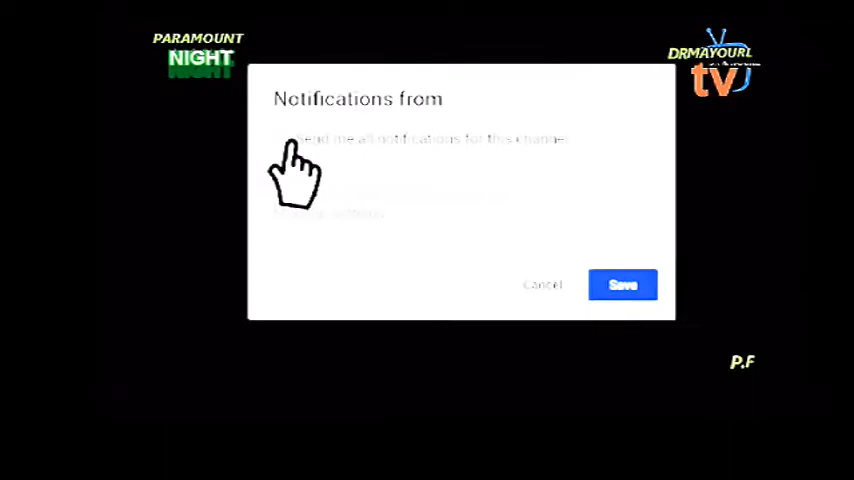 PARAMOUNT
NIGHT
DRMAYOURL
tv
Notifications from
Send me all notifications for this channel
Cancel
Save
P.F